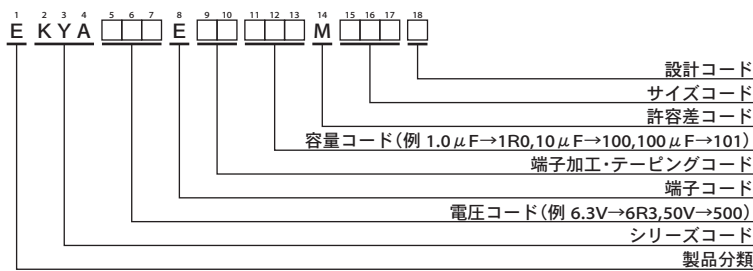 1 2 3 4 5 6 7 8 9 10 11 12 13 14 15 16 17 18
E K Y A □□□ E □□ □□□ M □□□ □
設計コード
サイズコード
許容差コード
容量コード(例 1.0μF→1R0,10μF→100,100μF→101)
端子加工・テーピングコード
端子コード
電圧コード(例 6.3V→6R3,50V→500)
シリーズコード
製品分類